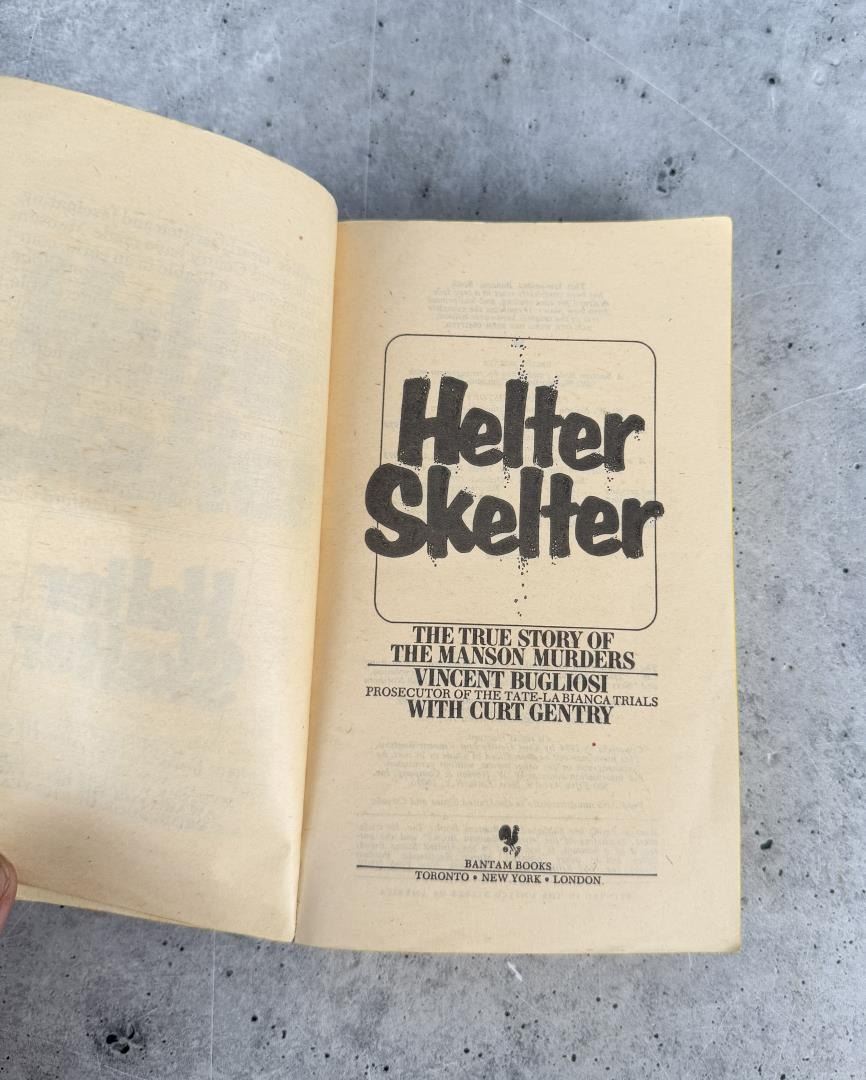 Helter
Skelter
THE TRUE STORY OF
THE MANSON MURDERS
VINCENT BUGLIOSI
PROSECUTOR OF THE TATE-LA BIANCA TRIALS
WITH CURT GENTRY
BANTAM BOOKS
TORONTO • NEW YORK • LONDON